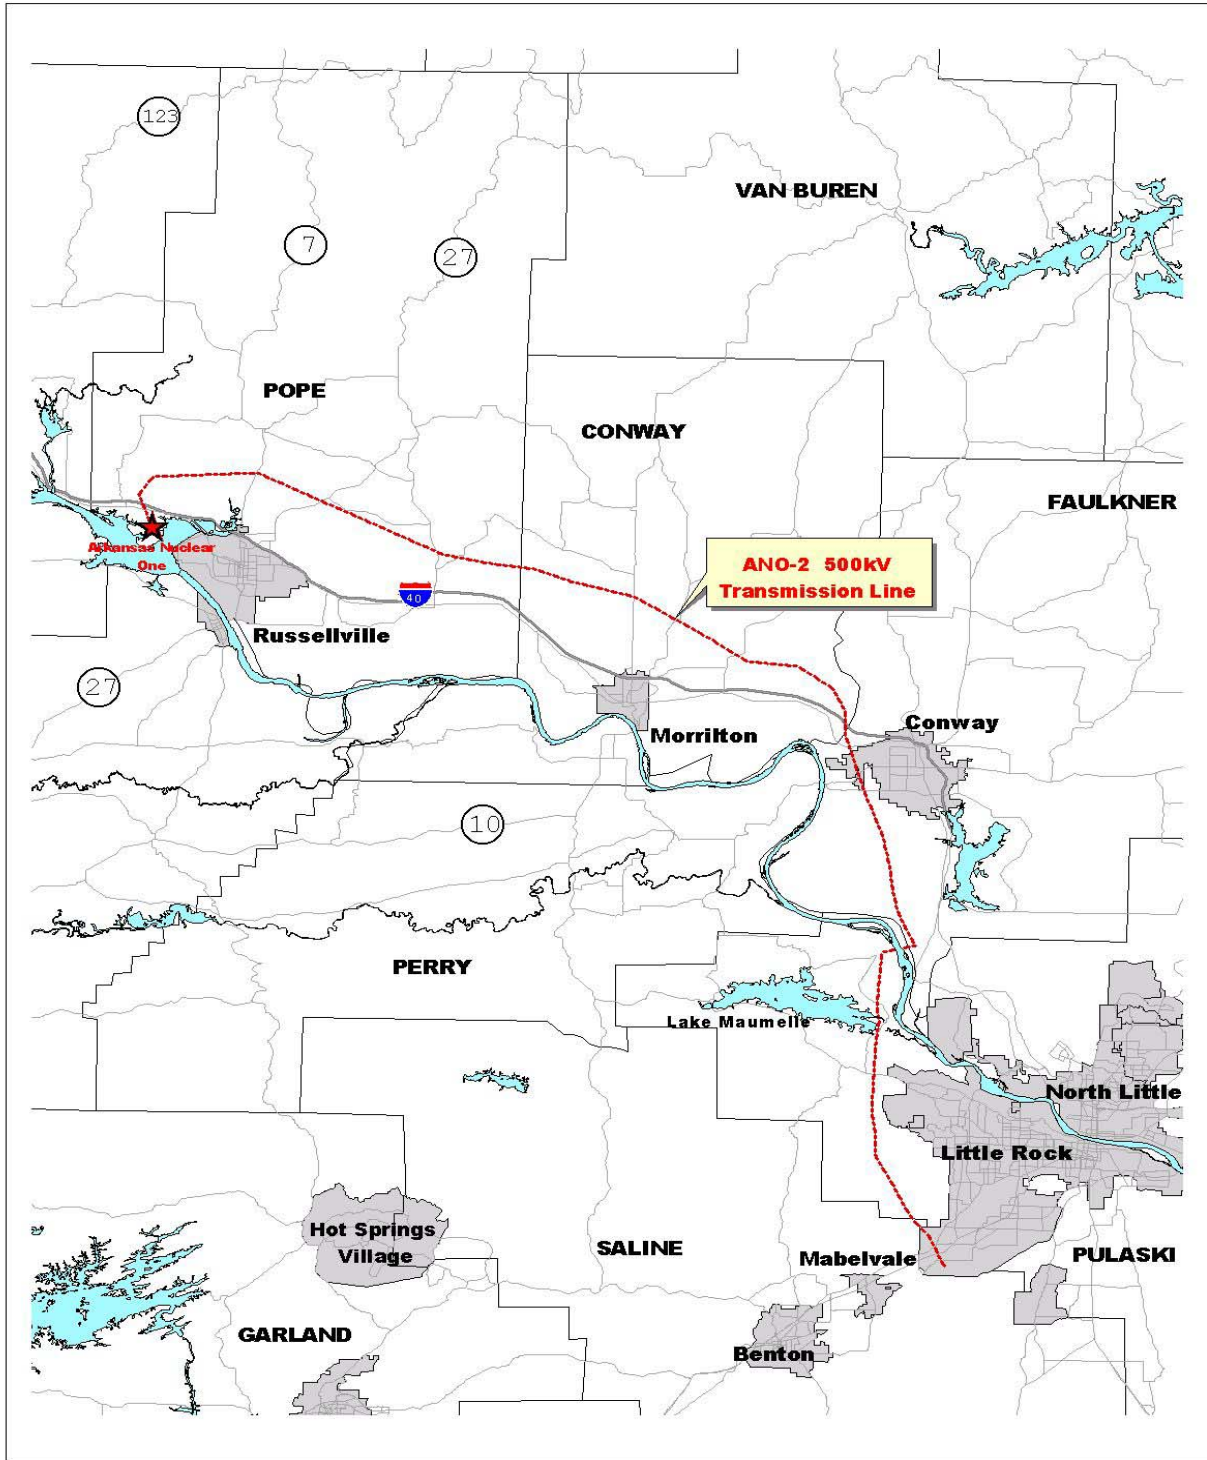 123
VAN BUREN
7
27
POPE
CONWAY
FAULKNER
Arkansas Nuclear
One
ANO-2 500kV
Transmission Line
40
Russellville
27
Conway
Morrilton
10
PERRY
Lake Maumelle
North Little
Little Rock
Hot Springs
Village
SALINE
Mabelvale
PULASKI
GARLAND
Benton